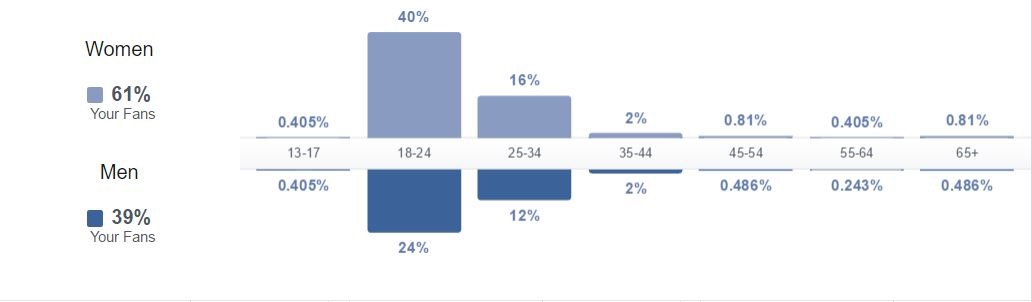 Women
61%
Your Fans
Men
39%
Your Fans
0.405% 40% 16% 2% 0.81% 0.405% 0.81%
13-17 18-24 25-34 35-44 45-54 55-64 65+
0.405% 24% 12% 2% 0.486% 0.243% 0.486%